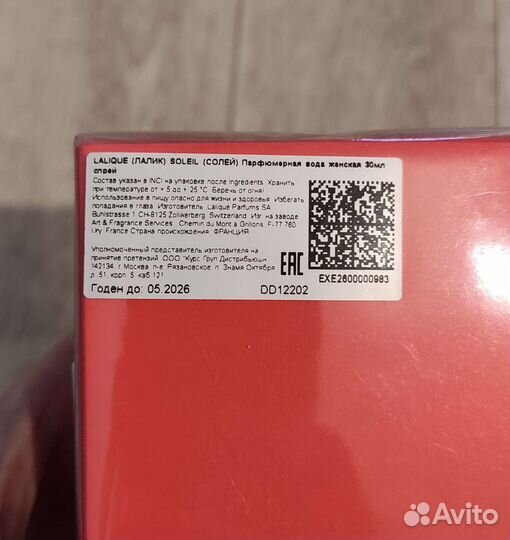 LALIQUE (ЛАЛИК) SOLEIL (СОЛЕЙ) Парфюмерная вода женская 30мл
спрей
Состав указан в INCI на упаковке после Ingredients. Хранить
при температуре от + 5 до + 25 °C. Беречь от огня!
Использование в пищу опасно для жизни и здоровья. Избегать
попадания в глаза. Изготовитель: Lalique Parfums SA
Buhlstrasse 1 CH-8125 Zollikerberg, Switzerland. Изг. на заводе
Art & Fragrance Services : Chemin du Mont a Grillons F-77 760
Ury, France Страна происхождения: ФРАНЦИЯ
Уполномоченный представитель изготовителя на
принятие претензий: ООО "Курс Груп Дистрибьюшн"
142134, г Москва п-е Рязановское п. Знамя Октября
д. 51, корп. 5, каб.121
EAC
EXE2600000983
Годен до: 05.2026 DD12202
Avito